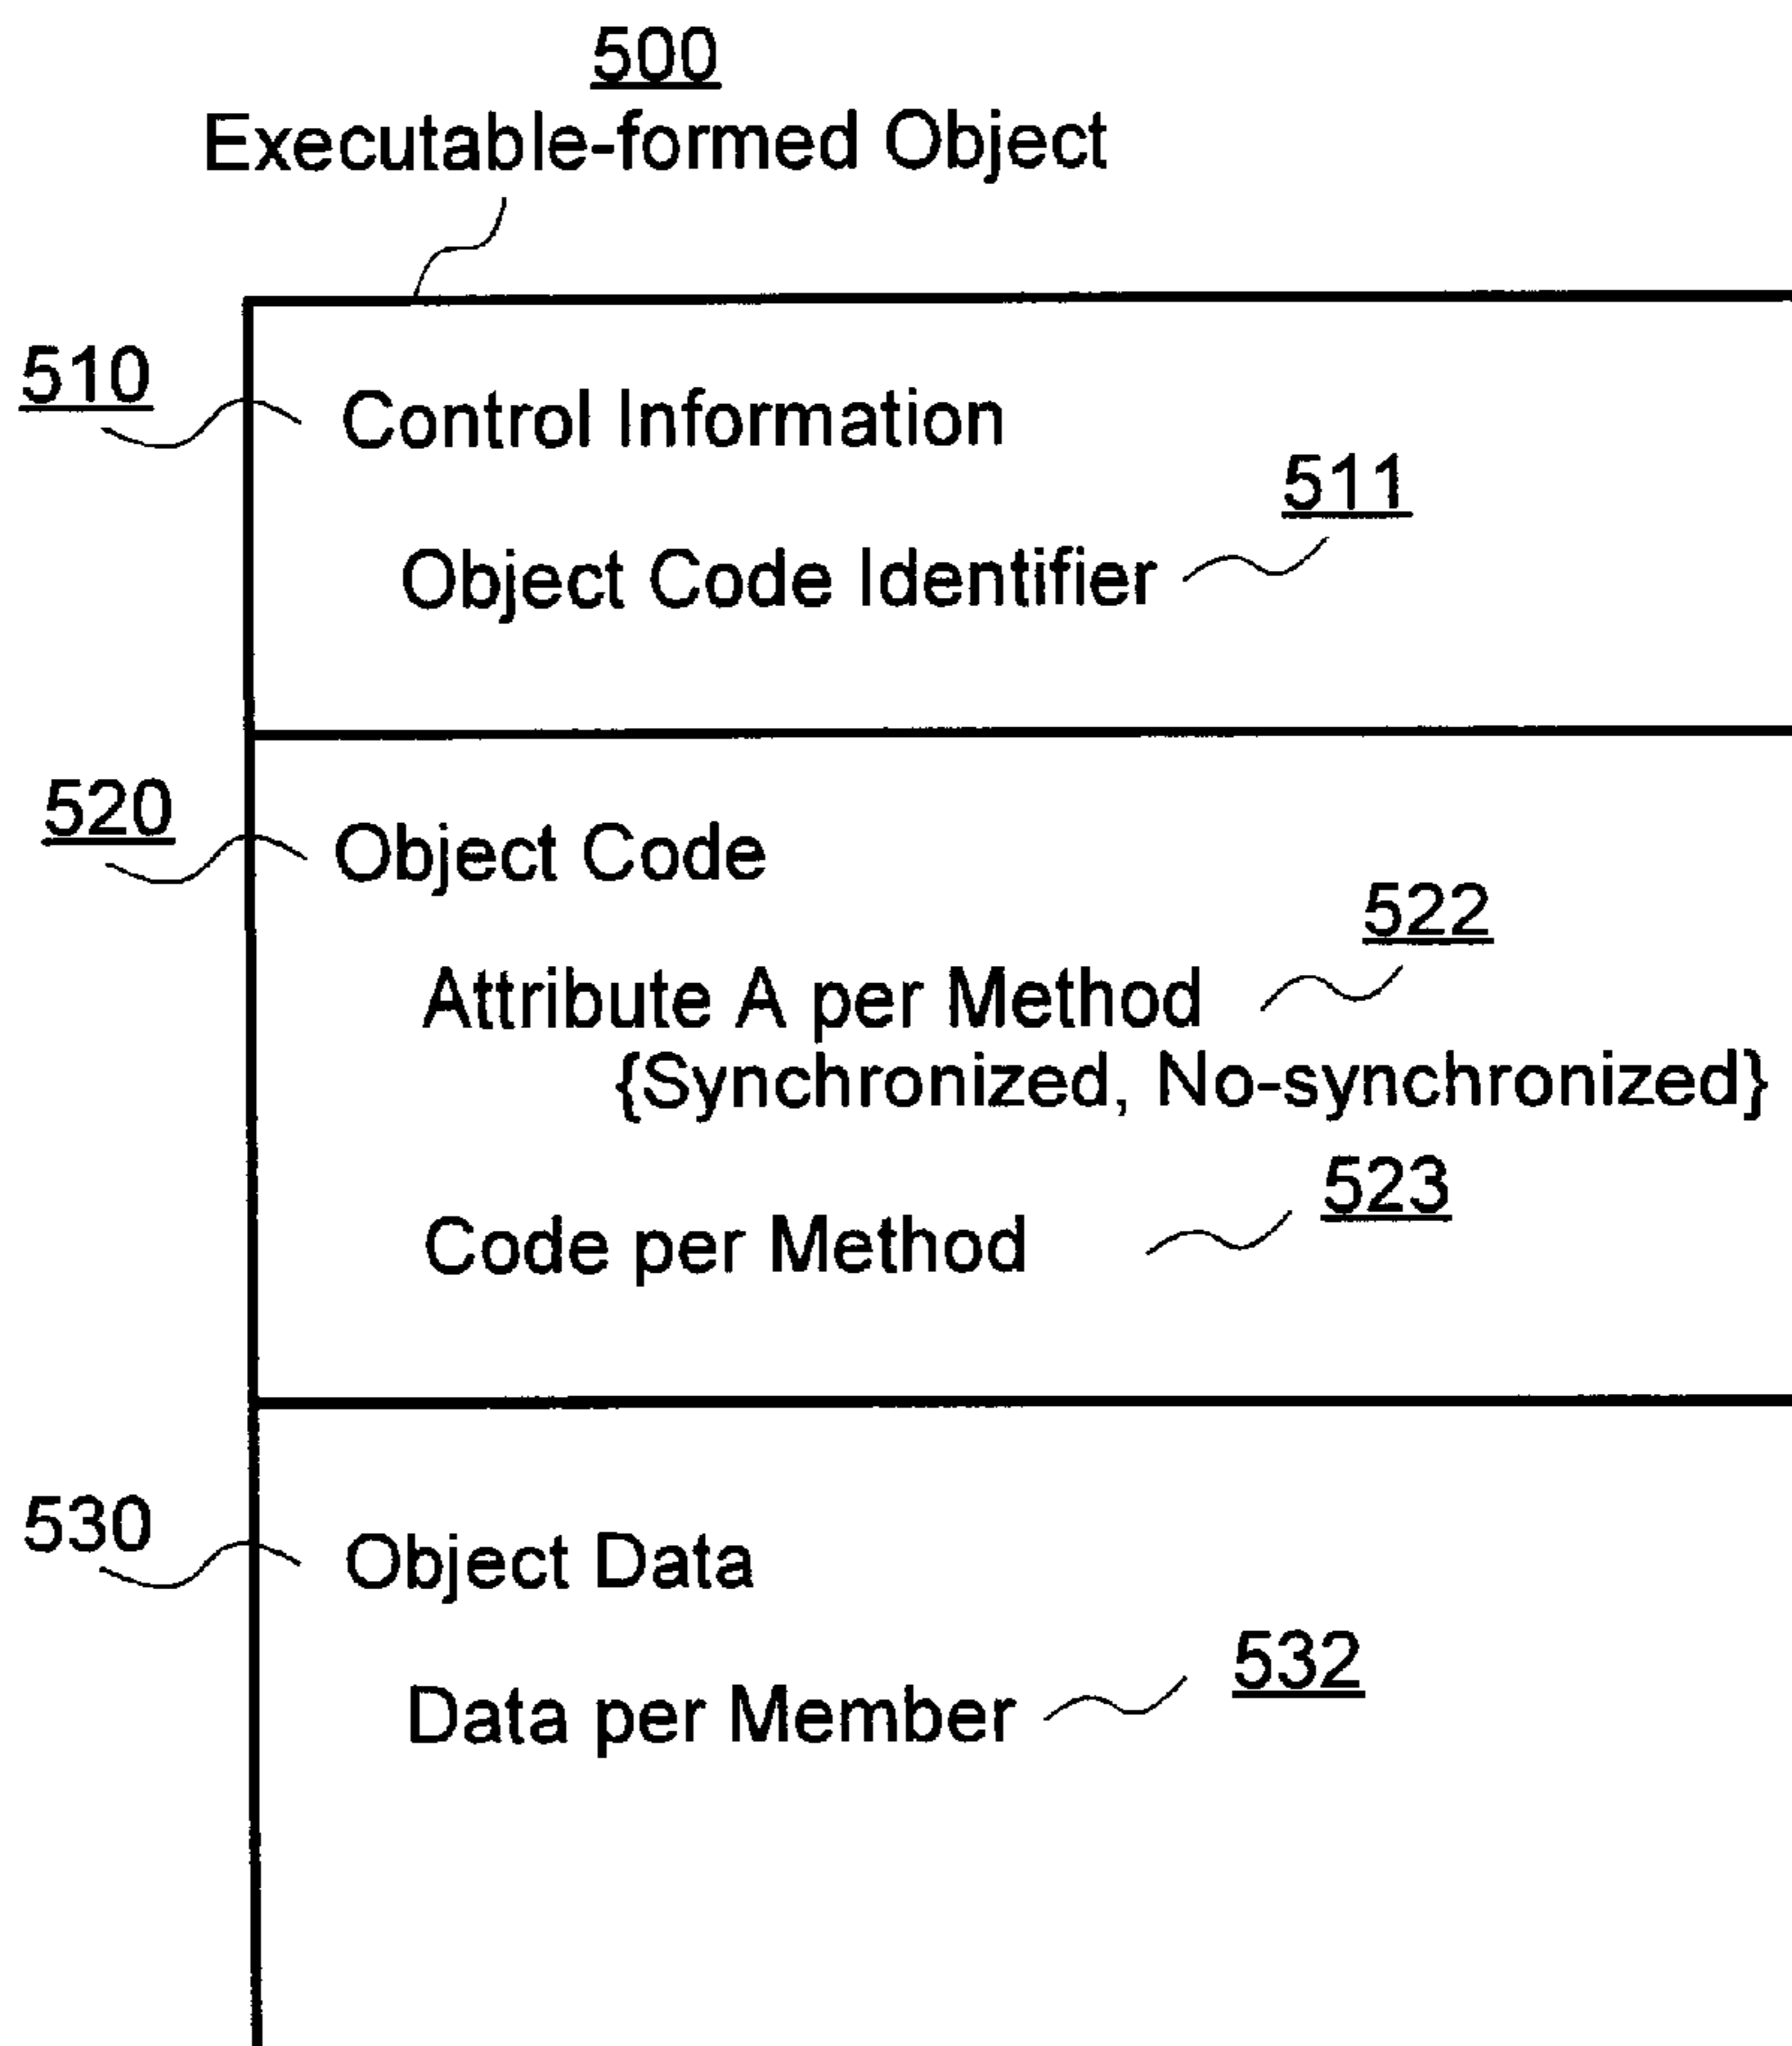 500
Executable-formed Object
510
Control Information
511
Object Code Identifier
520
Object Code
522
Attribute A per Method
{Synchronized, No-synchronized}
523
Code per Method
530
Object Data
532
Data per Member